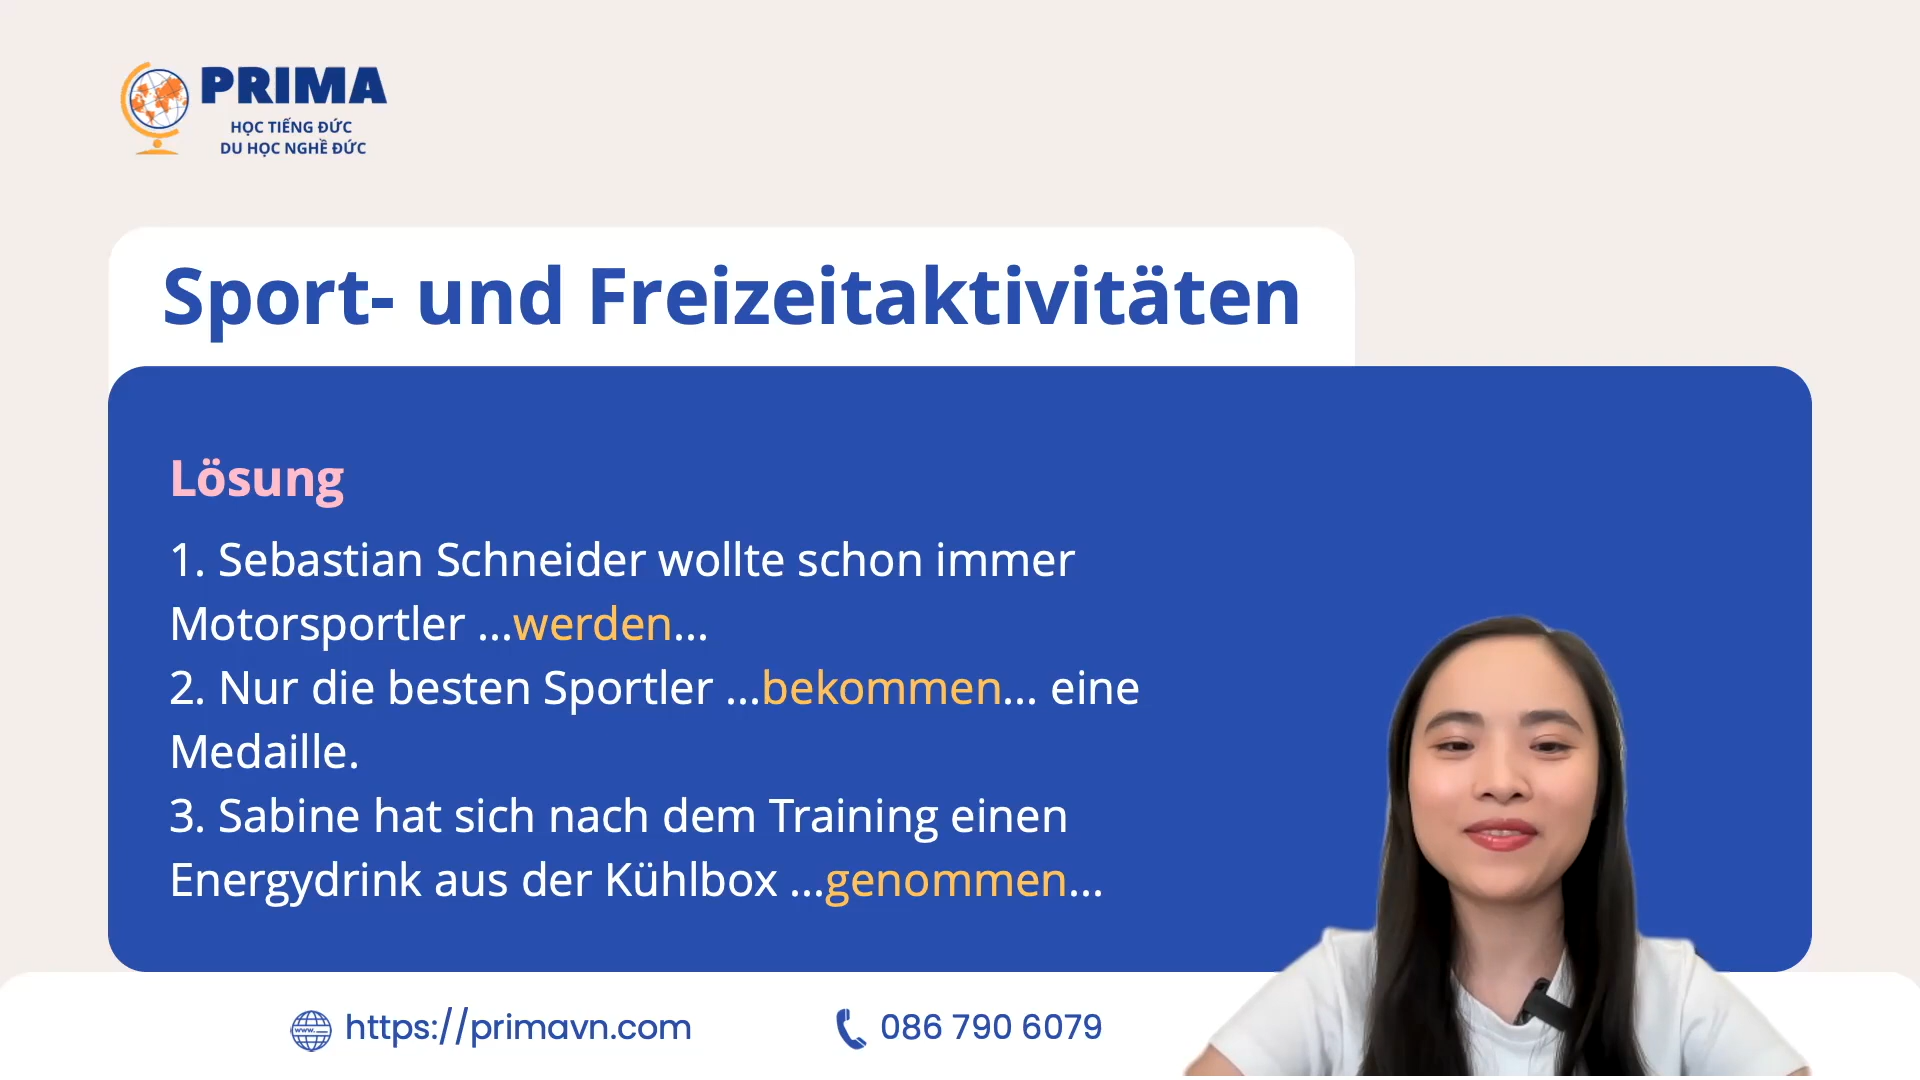 PRIMA
HỌC TIẾNG ĐỨC
DU HỌC NGHỀ ĐỨC
Sport- und Freizeitaktivitäten
Lösung
1. Sebastian Schneider wollte schon immer
Motorsportler ...werden...
2. Nur die besten Sportler ...bekommen... eine
Medaille.
3. Sabine hat sich nach dem Training einen
Energydrink aus der Kühlbox ...genommen...
www.
https://primavn.com
086 790 6079